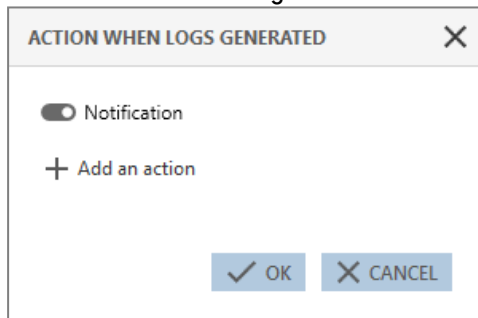 ACTION WHEN LOGS GENERATED
Notification
Add an action
OK CANCEL